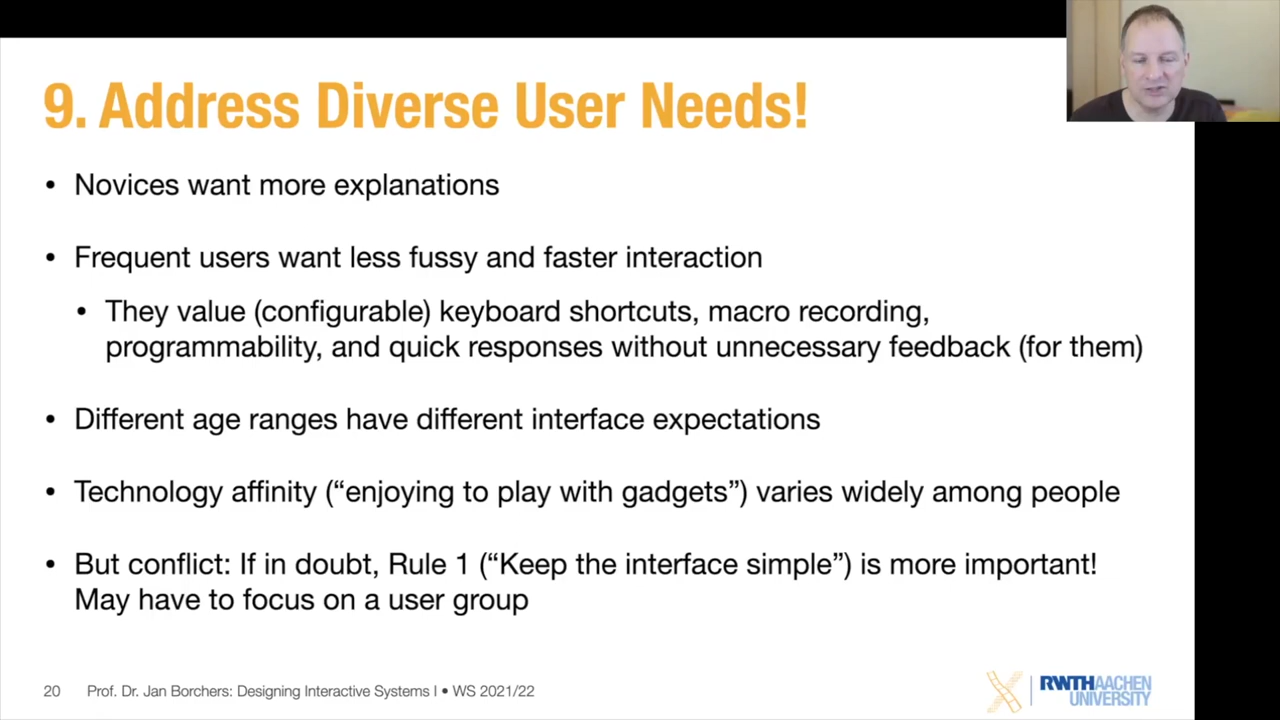 9. Address Diverse User Needs!
• Novices want more explanations
• Frequent users want less fussy and faster interaction
• They value (configurable) keyboard shortcuts, macro recording,
programmability, and quick responses without unnecessary feedback (for them)
• Different age ranges have different interface expectations
• Technology affinity (“enjoying to play with gadgets”) varies widely among people
• But conflict: If in doubt, Rule 1 (“Keep the interface simple”) is more important!
May have to focus on a user group
20 Prof. Dr. Jan Borchers: Designing Interactive Systems I • WS 2021/22
RWTHAACHEN
UNIVERSITY